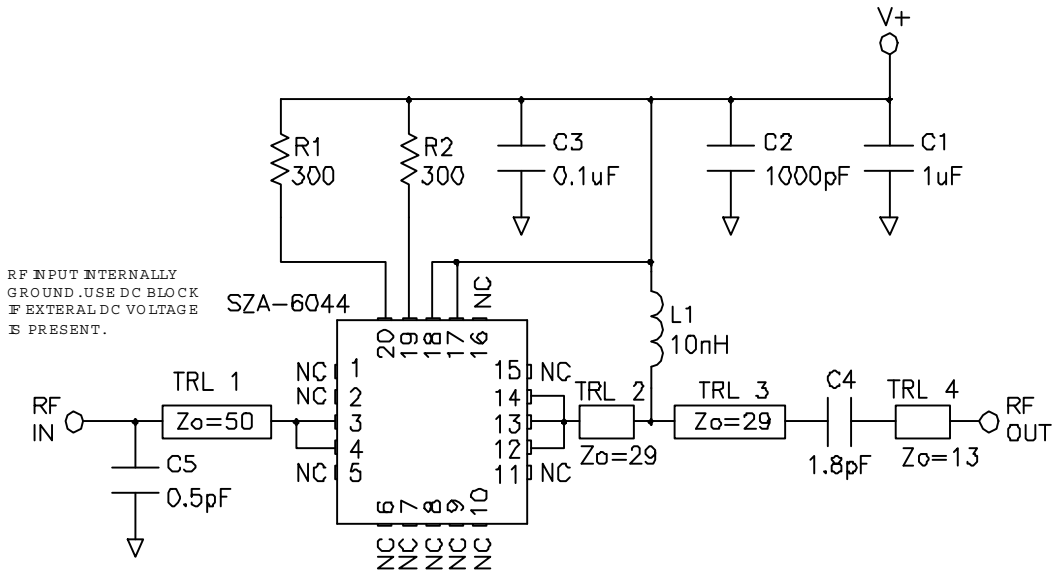 V+
R1
300
R2
300
C3
0.1uF
C2
1000pF
C1
1uF
RF INPUT INTERNALLY
GROUND. USE DC BLOCK
IF EXTERAL DC VOLTAGE
IS PRESENT.
SZA-6044
NC
L1
10nH
20 19 18 17 16
NC 1
NC 2
3
4
NC 5
15 NC
14
13
12
11 NC
6 7 8 9 10
NC NC NC NC NC
RF
IN
TRL 1
Zo=50
C5
0.5pF
TRL 2
Zo=29
TRL 3
Zo=29
C4
1.8pF
TRL 4
Zo=13
RF
OUT